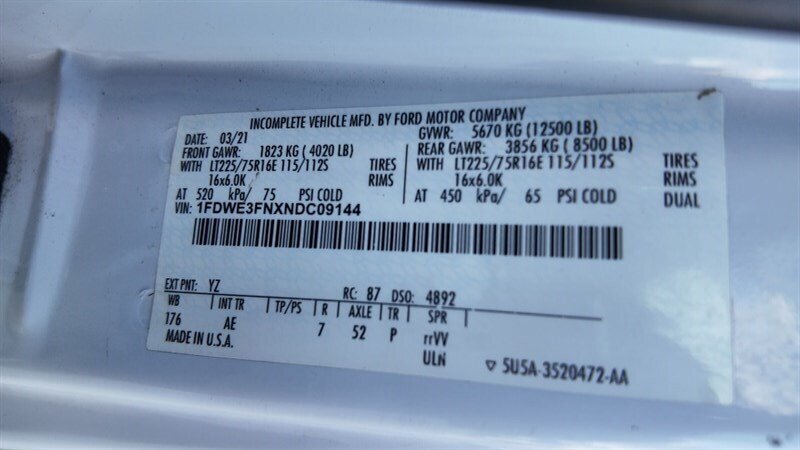 INCOMPLETE VEHICLE MFD. BY FORD MOTOR COMPANY
DATE: 03/21 GVWR: 5670 KG (12500 LB)
FRONT GAWR: 1823 KG ( 4020 LB) REAR GAWR: 3856 KG ( 8500 LB)
WITH LT225/75R16E 115/112S TIRES WITH LT225/75R16E 115/112S TIRES
16x6.0K RIMS 16x6.0K RIMS
AT 520 kPa/ 75 PSI COLD AT 450 kPa/ 65 PSI COLD DUAL
VIN: 1FDWE3FNXNDC09144
EXT PNT: YZ RC: 87 DSO: 4892
WB INT TR TP/PS R AXLE TR SPR
176 AE 7 52 P rrVV
MADE IN U.S.A. ULN ▽ 5U5A-3520472-AA